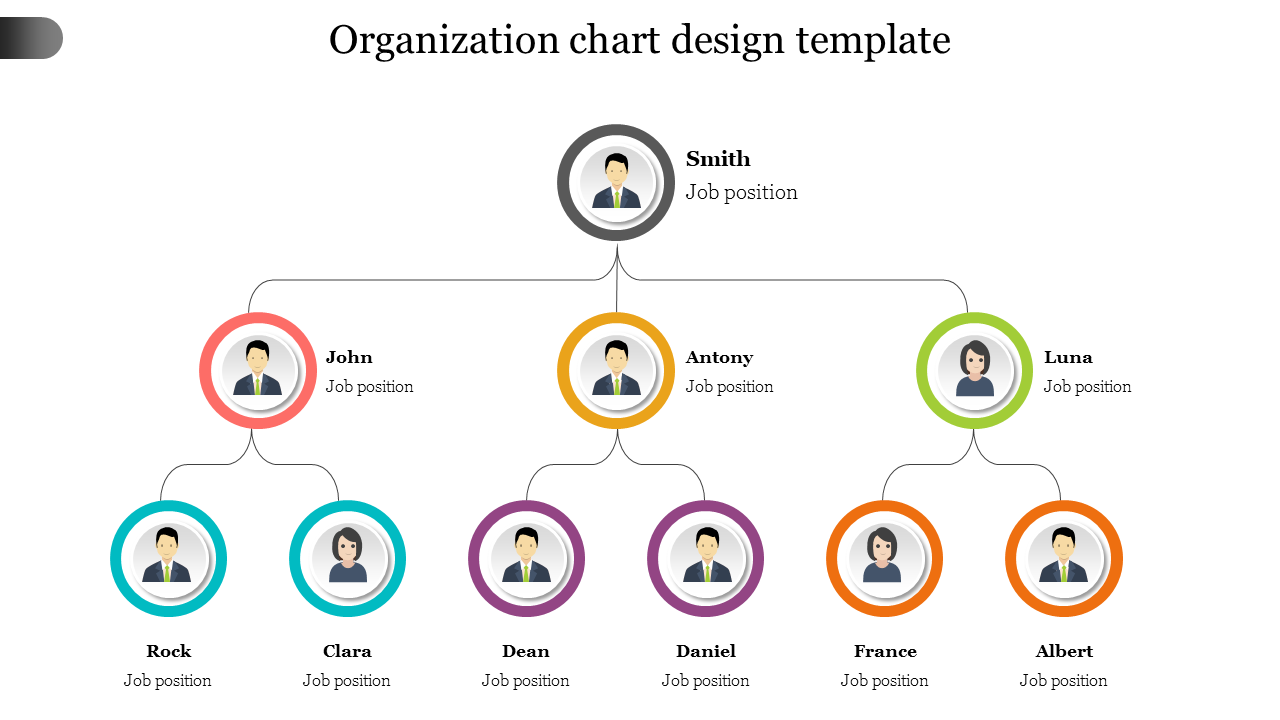 Organization chart design template
Smith
Job position
John
Job position
Antony
Job position
Luna
Job position
Rock
Job position
Clara
Job position
Dean
Job position
Daniel
Job position
France
Job position
Albert
Job position